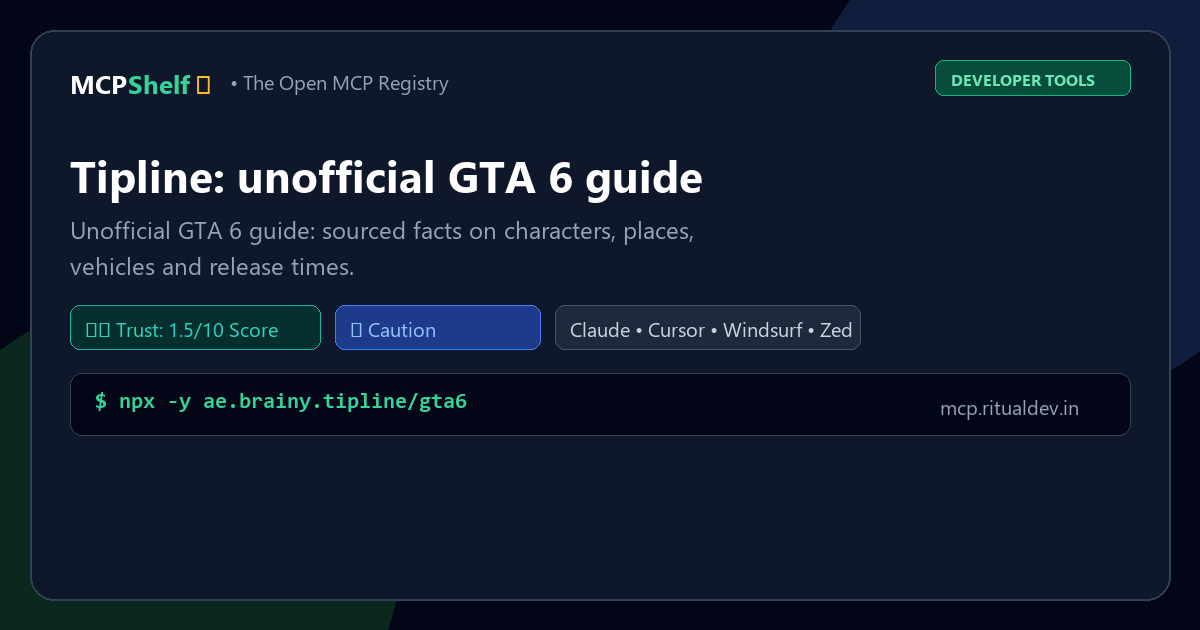 MCPShelf • The Open MCP Registry
DEVELOPER TOOLS
Tipline: unofficial GTA 6 guide
Unofficial GTA 6 guide: sourced facts on characters, places,
vehicles and release times.
Trust: 1.5/10 Score
Caution
Claude • Cursor • Windsurf • Zed
$ npx -y ae.brainy.tipline/gta6
mcp.ritualdev.in